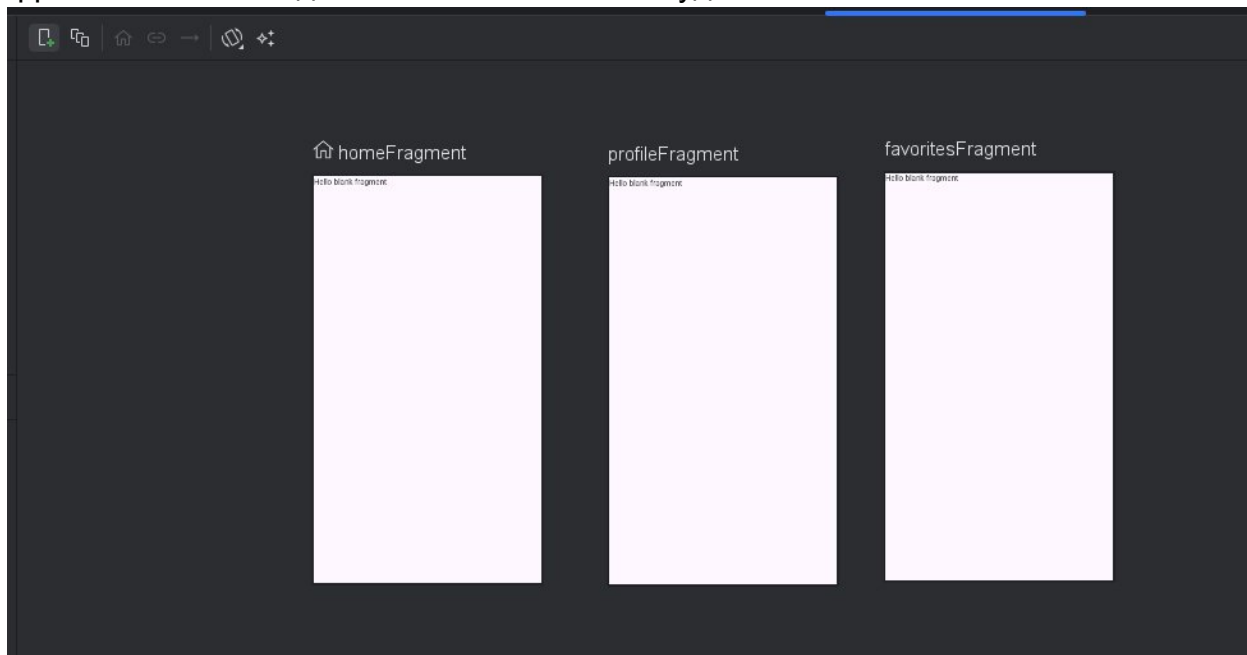 homeFragment
profileFragment
favoritesFragment
Hello blank fragment
Hello blank fragment
Hello blank fragment